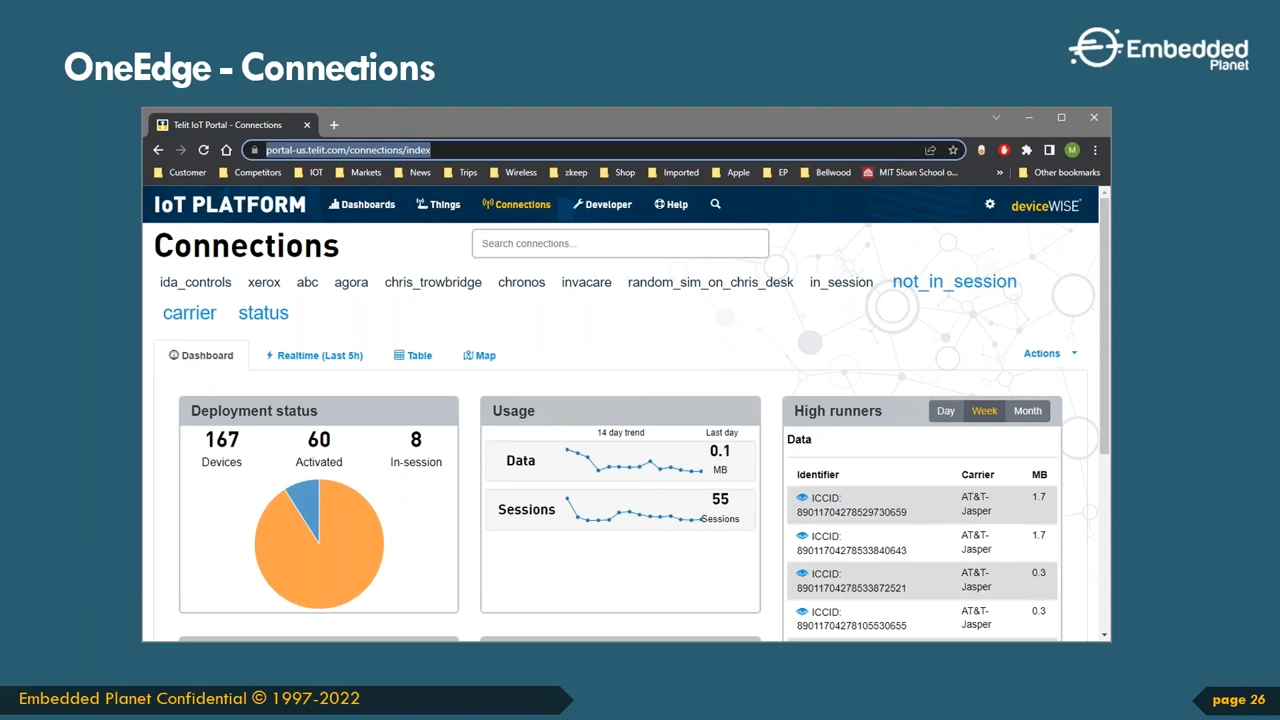 OneEdge - Connections
Embedded
Planet
Telit IoT Portal - Connections
portal-us.telit.com/connections/index
M
Customer Competitors IOT Markets News Trips Wireless zkeep Shop Imported Apple EP Bellwood MIT Sloan School o... » Other bookmarks
IoT PLATFORM Dashboards Things Connections Developer Help deviceWISE
Connections
Search connections...
ida_controls xerox abc agora chris_trowbridge chronos invacare random_sim_on_chris_desk in_session not_in_session
carrier status
Dashboard Realtime (Last 5h) Table Map Actions
Deployment status
167 60 8
Devices Activated In-session
Usage
14 day trend Last day
Data 0.1
MB
Sessions 55
Sessions
High runners Day Week Month
Data
Identifier Carrier MB
ICCID: AT&T- 1.7
89011704278529730659 Jasper
ICCID: AT&T- 1.7
89011704278533840643 Jasper
ICCID: AT&T- 0.3
89011704278533872521 Jasper
ICCID: AT&T- 0.3
89011704278105530655 Jasper
Embedded Planet Confidential © 1997-2022
page 26